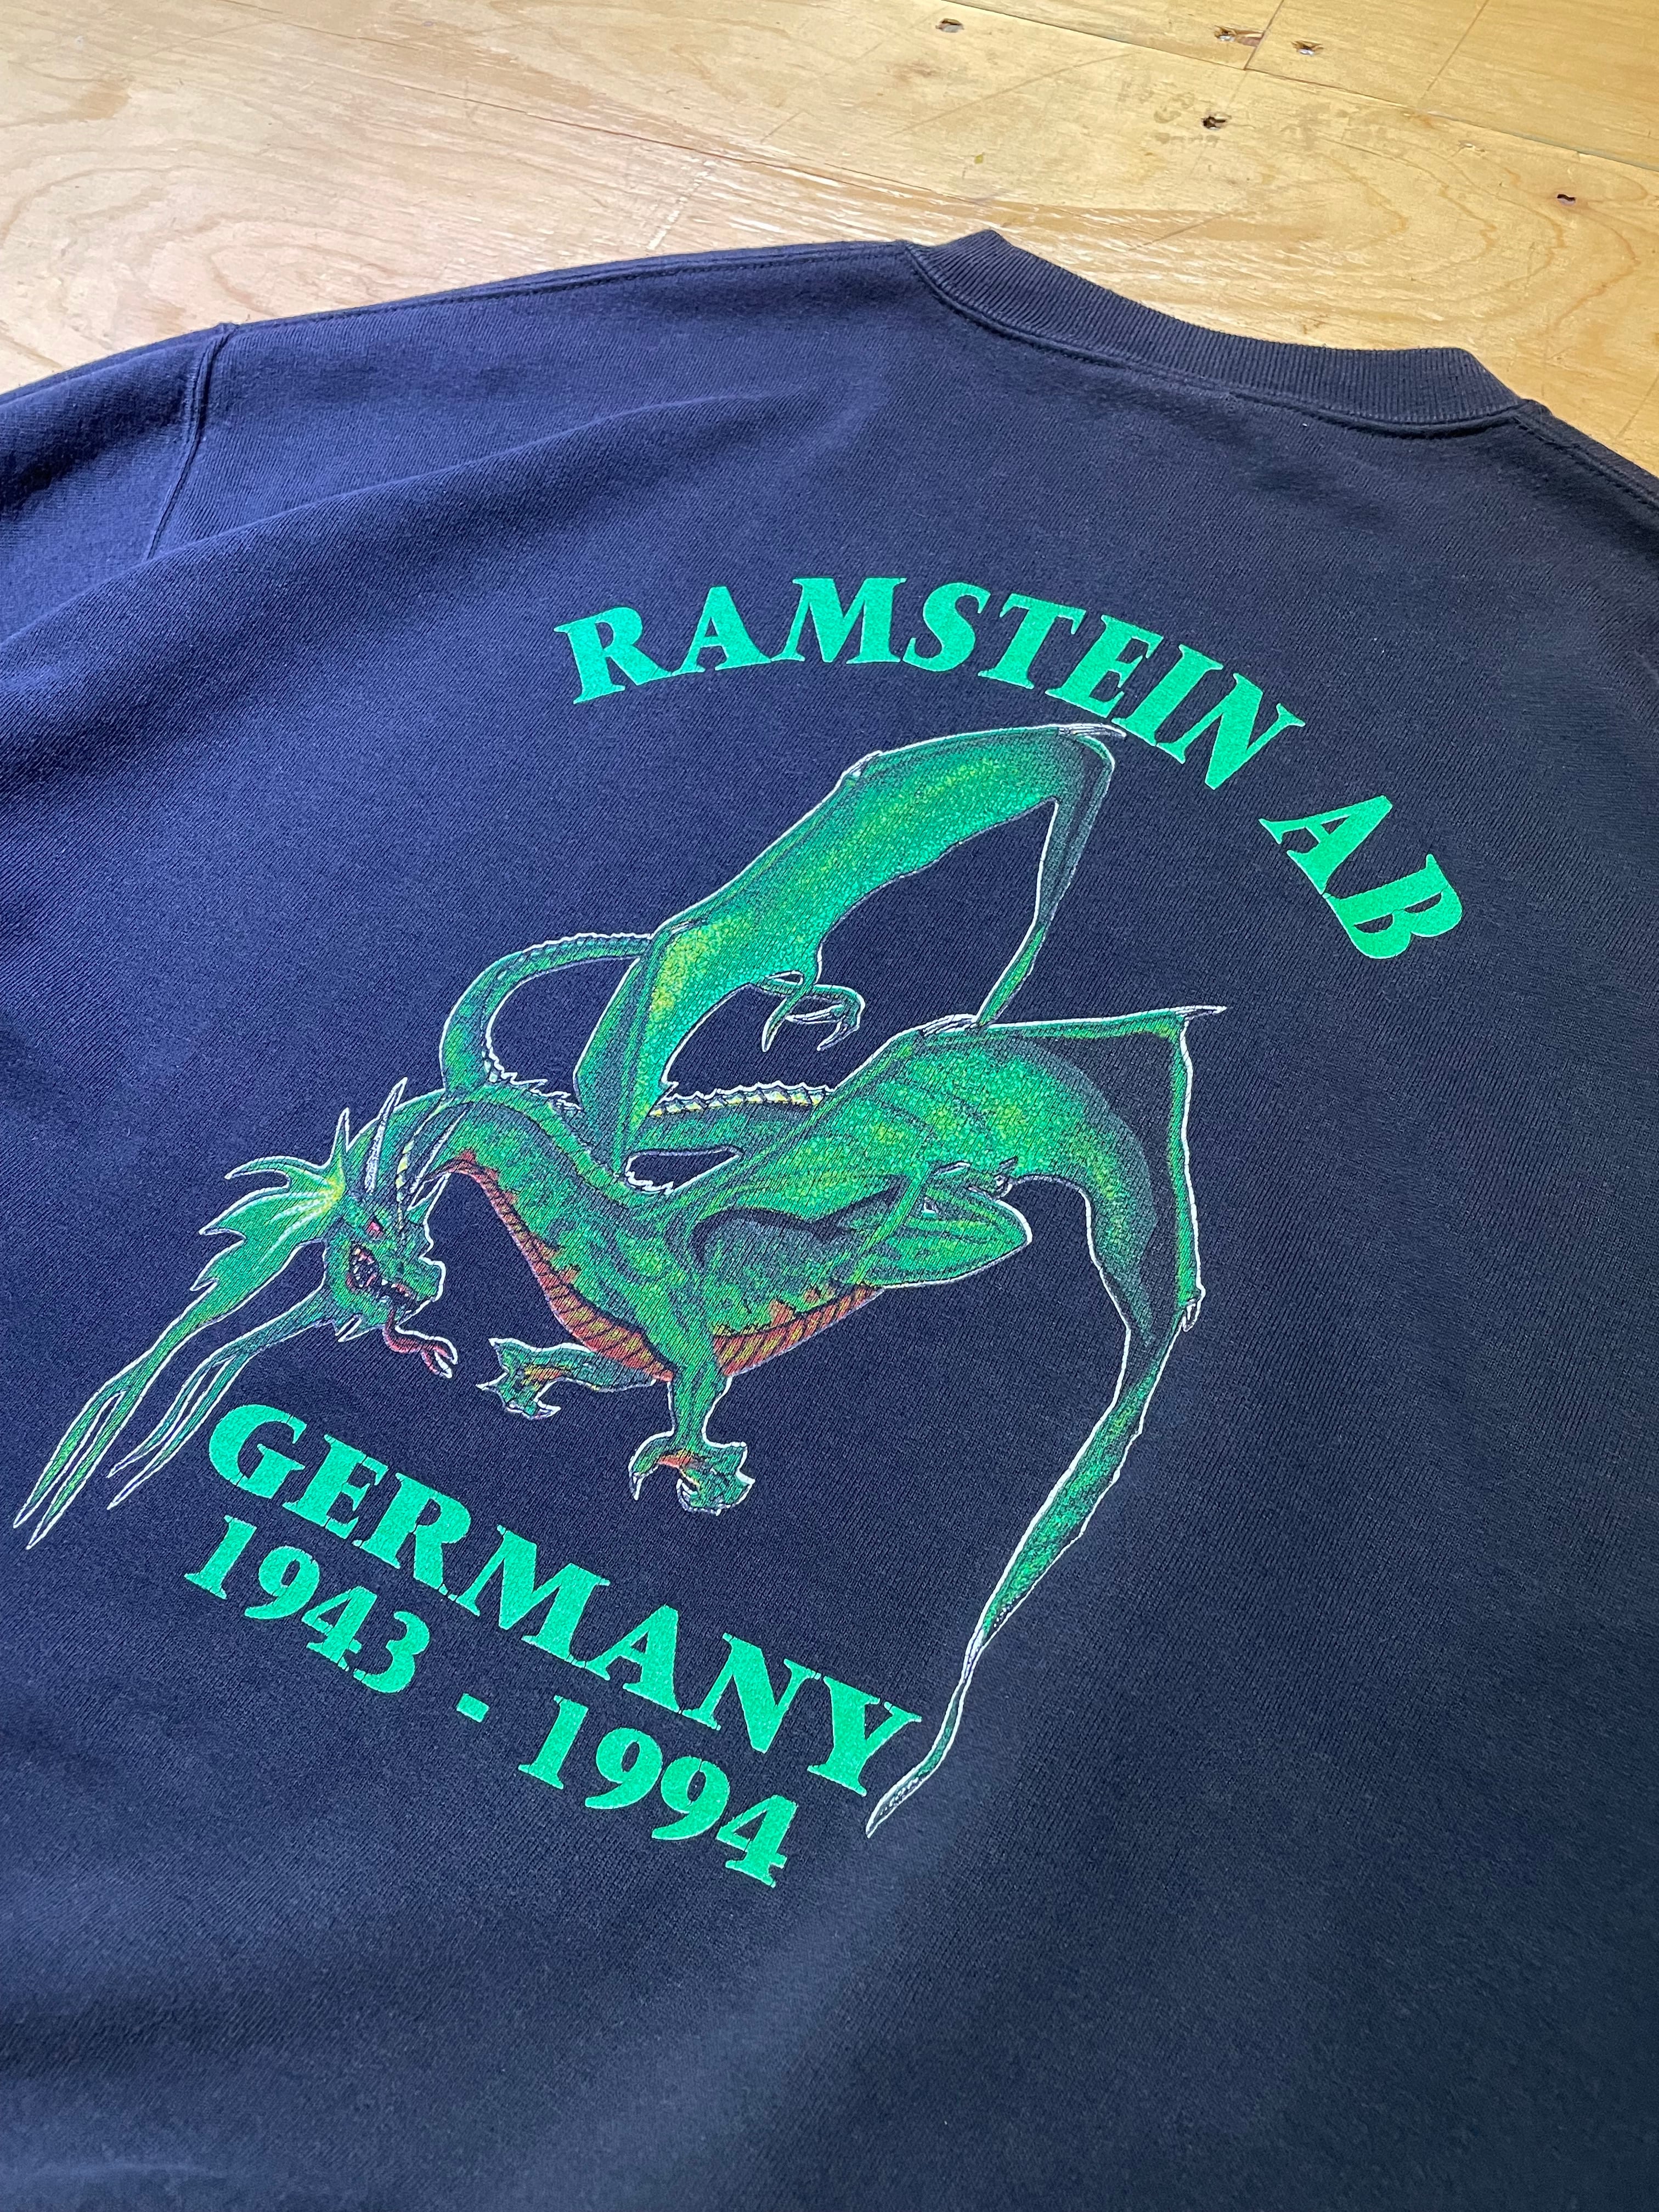 RAMSTEIN AB
GERMANY
1943 - 1994